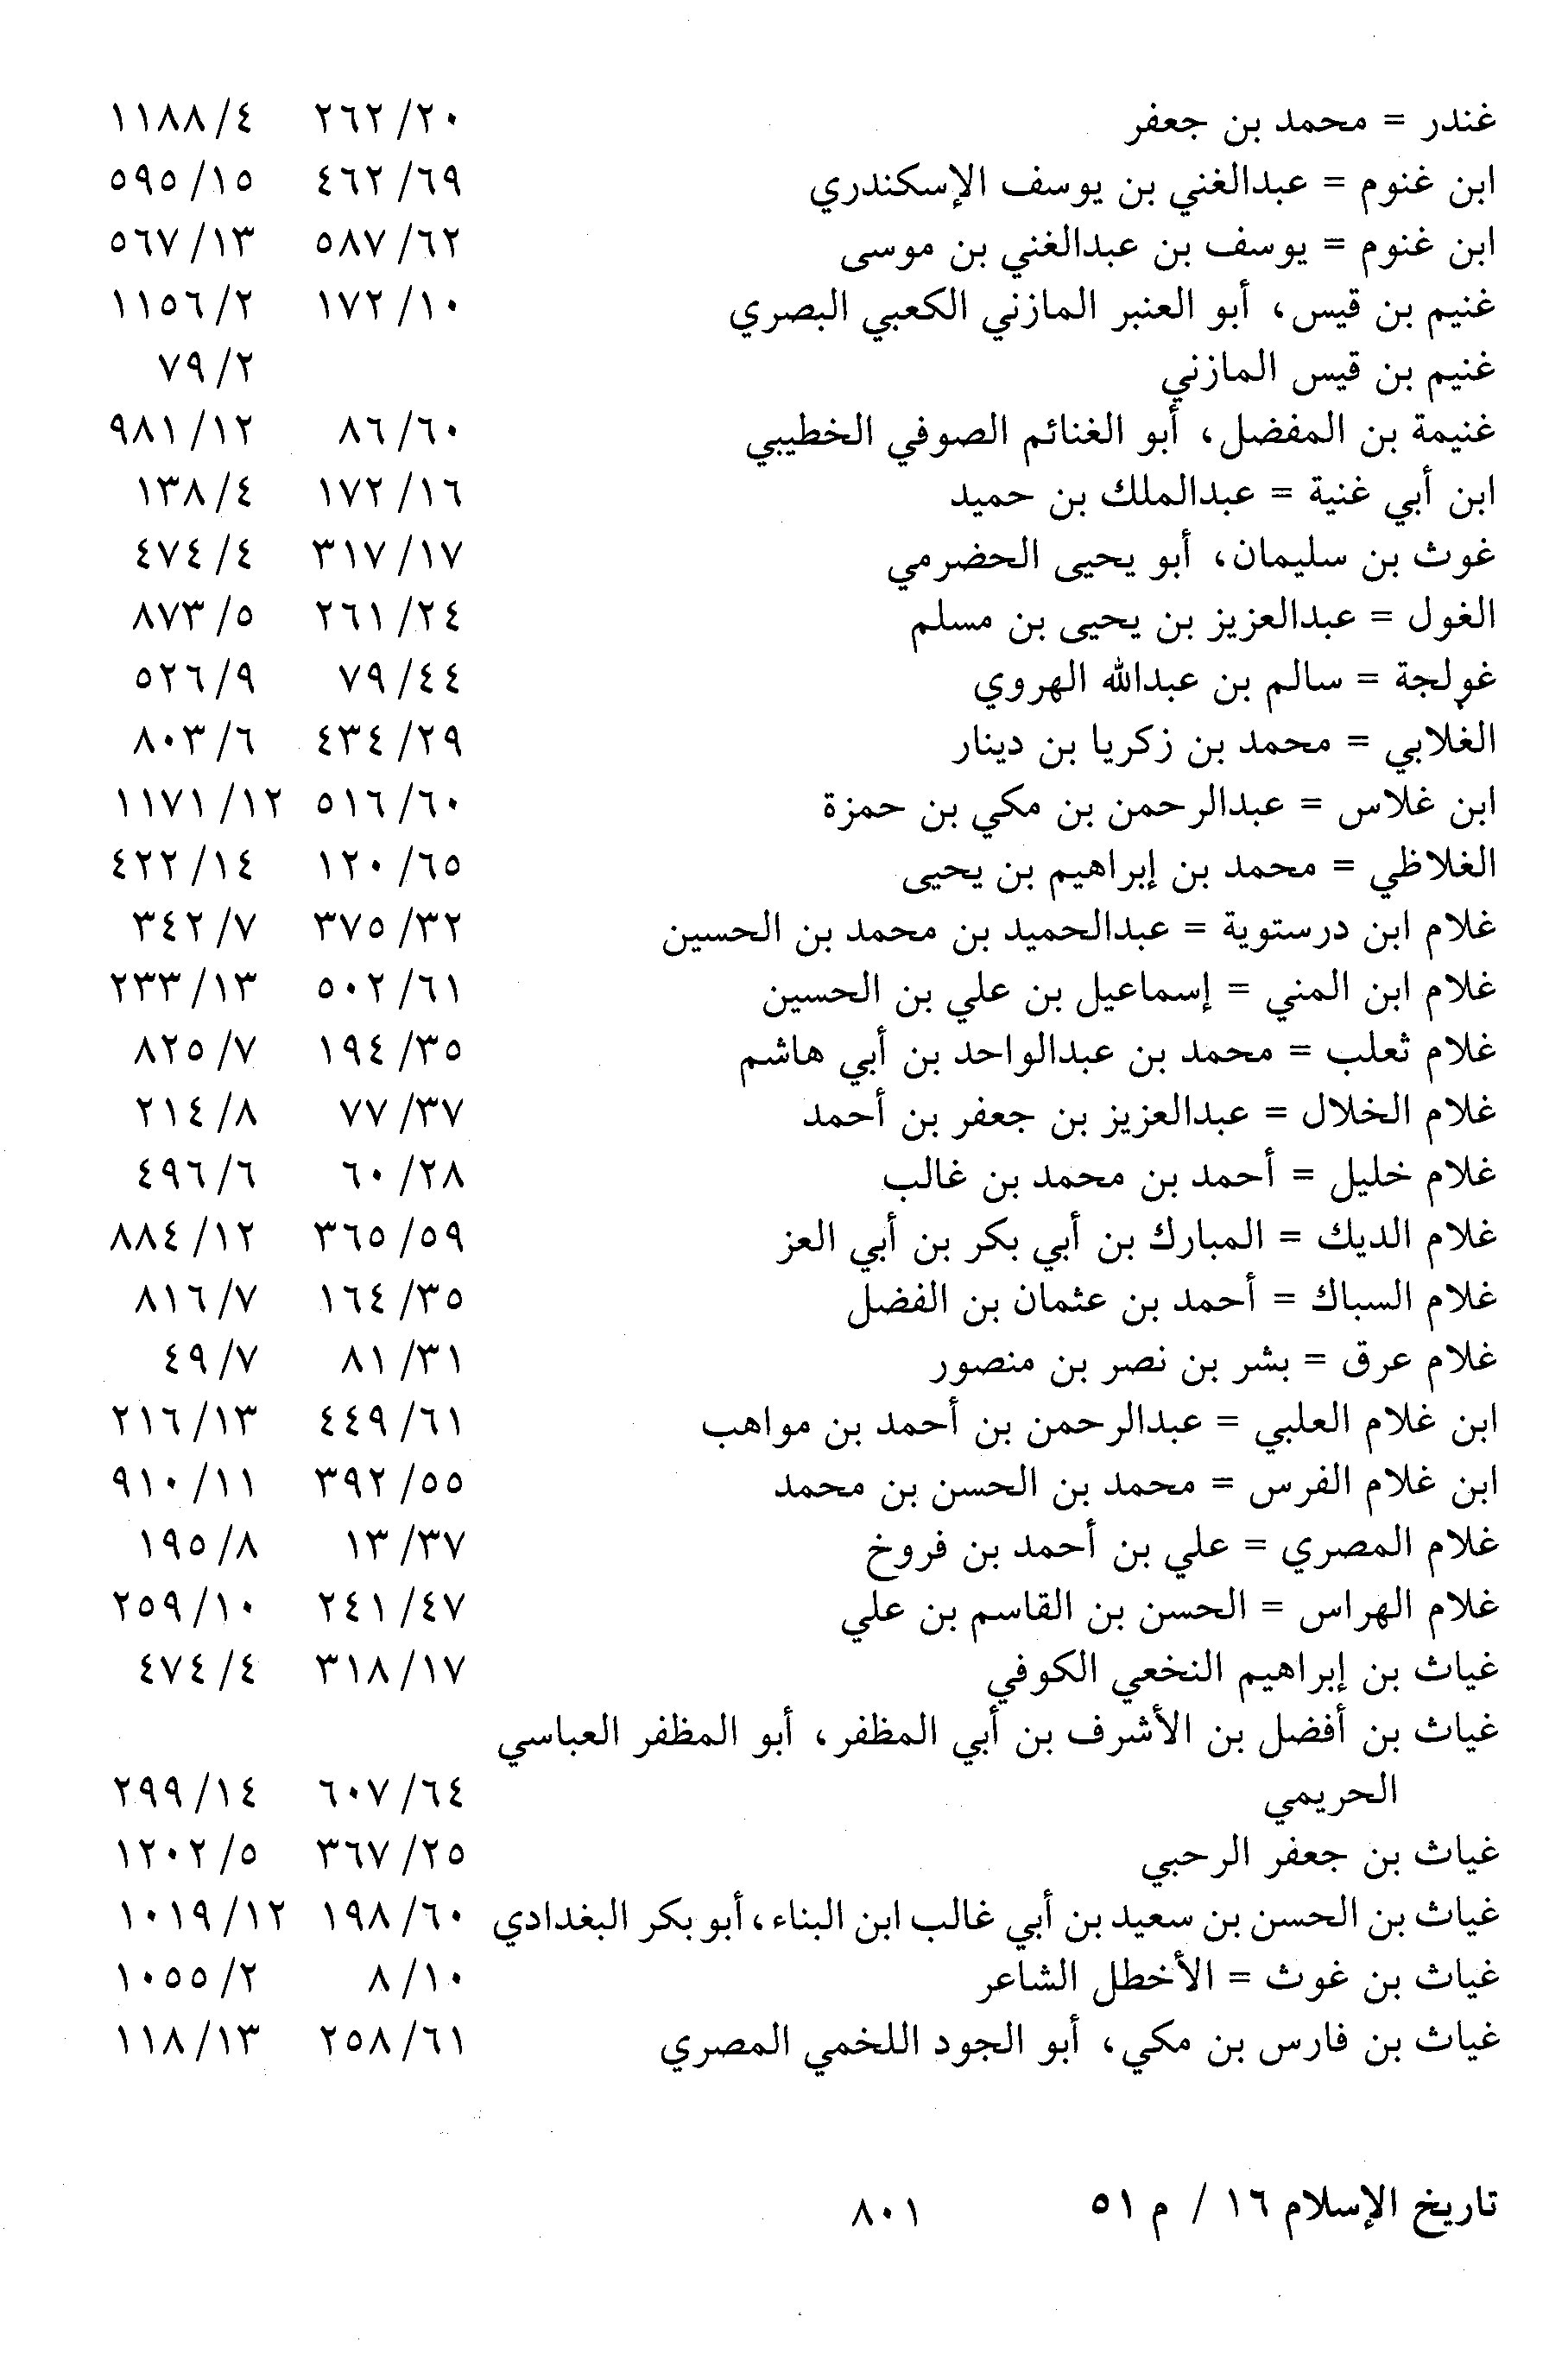 غندر = محمد بن جعفر ٢٠/ ٢٦٢ ٤/ ١١٨٨
ابن غنوم = عبدالغني بن يوسف الإسكندري ٦٩/ ٤٦٢ ١٥/ ٥٩٥
ابن غنوم = يوسف بن عبدالغني بن موسى ٦٢/ ٥٨٧ ١٣/ ٥٦٧
غنيم بن قيس، أبو العنبر المازني الكعبي البصري ١٠/ ١٧٢ ٢/ ١١٥٦
غنيم بن قيس المازني ٢/ ٧٩
غنيمة بن المفضل، أبو الغنائم الصوفي الخطيبي ٦٠/ ٨٦ ١٢/ ٩٨١
ابن أبي غنية = عبدالملك بن حميد ١٦/ ١٧٢ ٤/ ١٣٨
غوث بن سليمان، أبو يحيى الحضرمي ١٧/ ٣١٧ ٤/ ٤٧٤
الغول = عبدالعزيز بن يحيى بن مسلم ٢٤/ ٢٦١ ٥/ ٨٧٣
غولجة = سالم بن عبدالله الهروي ٤٤/ ٧٩ ٩/ ٥٢٦
الغلابي = محمد بن زكريا بن دينار ٢٩/ ٤٣٤ ٦/ ٨٠٣
ابن غلاس = عبدالرحمن بن مكي بن حمزة ٦٠/ ٥١٦ ١٢/ ١١٧١
الغلاظي = محمد بن إبراهيم بن يحيى ٦٥/ ١٢٠ ١٤/ ٤٢٢
غلام ابن درستوية = عبدالحميد بن محمد بن الحسين ٣٢/ ٣٧٥ ٧/ ٣٤٢
غلام ابن المني = إسماعيل بن علي بن الحسين ٦١/ ٥٠٢ ١٣/ ٢٣٣
غلام ثعلب = محمد بن عبدالواحد بن أبي هاشم ٣٥/ ١٩٤ ٧/ ٨٢٥
غلام الخلال = عبدالعزيز بن جعفر بن أحمد ٣٧/ ٧٧ ٨/ ٢١٤
غلام خليل = أحمد بن محمد بن غالب ٢٨/ ٦٠ ٦/ ٤٩٦
غلام الديك = المبارك بن أبي بكر بن أبي العز ٥٩/ ٣٦٥ ١٢/ ٨٨٤
غلام السباك = أحمد بن عثمان بن الفضل ٣٥/ ١٦٤ ٧/ ٨١٦
غلام عرق = بشر بن نصر بن منصور ٣١/ ٨١ ٧/ ٤٩
ابن غلام العلبي = عبدالرحمن بن أحمد بن مواهب ٦١/ ٤٤٩ ١٣/ ٢١٦
ابن غلام الفرس = محمد بن الحسن بن محمد ٥٥/ ٣٩٢ ١١/ ٩١٠
غلام المصري = علي بن أحمد بن فروخ ٣٧/ ١٣ ٨/ ١٩٥
غلام الهراس = الحسن بن القاسم بن علي ٤٧/ ٢٤١ ١٠/ ٢٥٩
غياث بن إبراهيم النخعي الكوفي ١٧/ ٣١٨ ٤/ ٤٧٤
غياث بن أفضل بن الأشرف بن أبي المظفر، أبو المظفر العباسي
الحريمي ٦٤/ ٦٠٧ ١٤/ ٢٩٩
غياث بن جعفر الرحبي ٢٥/ ٣٦٧ ٥/ ١٢٠٢
غياث بن الحسن بن سعيد بن أبي غالب ابن البناء، أبو بكر البغدادي ٦٠/ ١٩٨ ١٢/ ١٠١٩
غياث بن غوث = الأخطل الشاعر ١٠/ ٨ ٢/ ١٠٥٥
غياث بن فارس بن مكي، أبو الجود اللخمي المصري ٦١/ ٢٥٨ ١٣/ ١١٨
تاريخ الإسلام ١٦ / م ٥١ ٨٠١